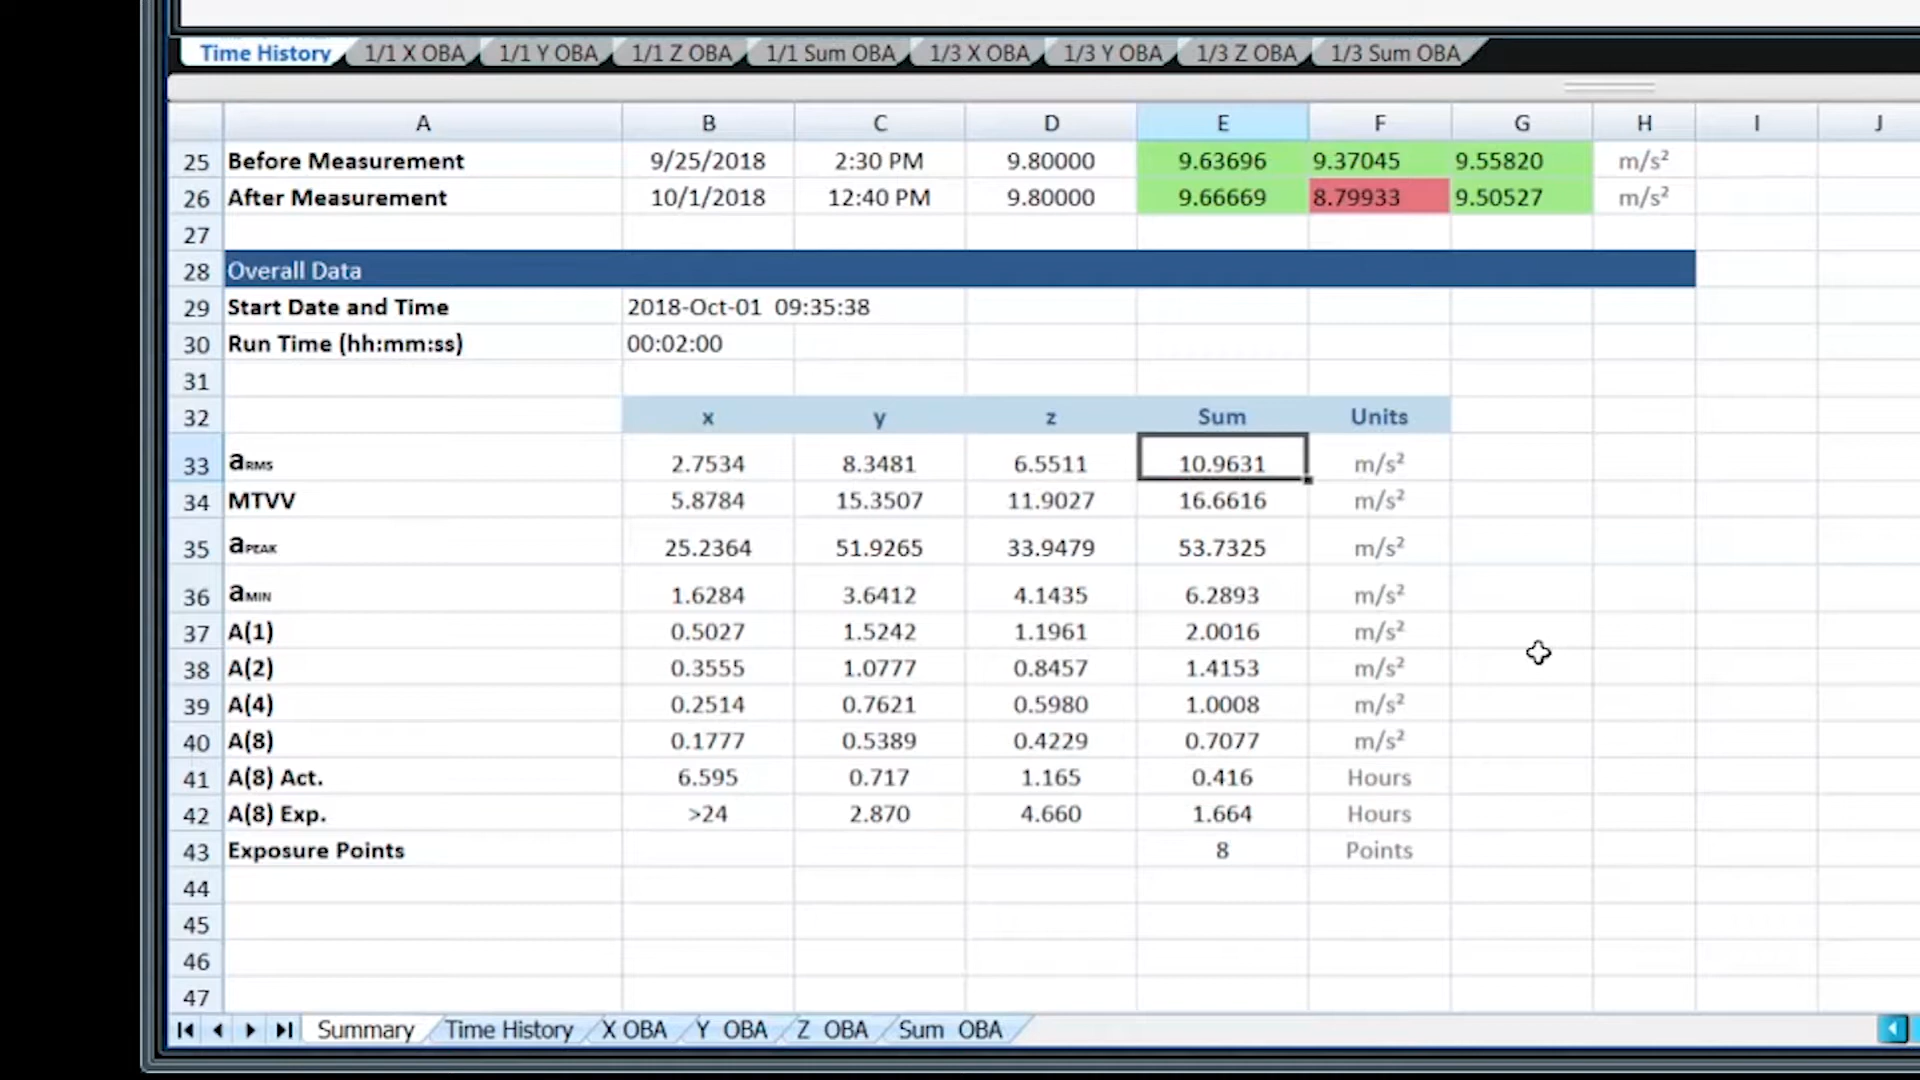 Time History 1/1 X OBA 1/1 Y OBA 1/1 Z OBA 1/1 Sum OBA 1/3 X OBA 1/3 Y OBA 1/3 Z OBA 1/3 Sum OBA
A B C D E F G H I J
25 Before Measurement 9/25/2018 2:30 PM 9.80000 9.63696 9.37045 9.55820 m/s²
26 After Measurement 10/1/2018 12:40 PM 9.80000 9.66669 8.79933 9.50527 m/s²
27
28 Overall Data
29 Start Date and Time 2018-Oct-01 09:35:38
30 Run Time (hh:mm:ss) 00:02:00
31
32 x y z Sum Units
33 aRMS 2.7534 8.3481 6.5511 10.9631 m/s²
34 MTVV 5.8784 15.3507 11.9027 16.6616 m/s²
35 aPEAK 25.2364 51.9265 33.9479 53.7325 m/s²
36 aMIN 1.6284 3.6412 4.1435 6.2893 m/s²
37 A(1) 0.5027 1.5242 1.1961 2.0016 m/s²
38 A(2) 0.3555 1.0777 0.8457 1.4153 m/s²
39 A(4) 0.2514 0.7621 0.5980 1.0008 m/s²
40 A(8) 0.1777 0.5389 0.4229 0.7077 m/s²
41 A(8) Act. 6.595 0.717 1.165 0.416 Hours
42 A(8) Exp. >24 2.870 4.660 1.664 Hours
43 Exposure Points 8 Points
44
45
46
47
Summary Time History X OBA Y OBA Z OBA Sum OBA